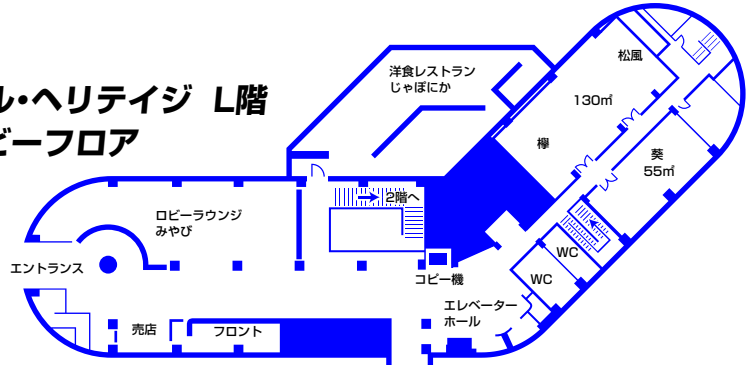 ル・ヘリテイジ L階
ビーフロア
洋食レストラン
じゃぽにか
松風
130㎡
欅
葵
55㎡
2階へ
ロビーラウンジ
みやび
エントランス
コピー機
WC
WC
エレベーター
ホール
売店
フロント